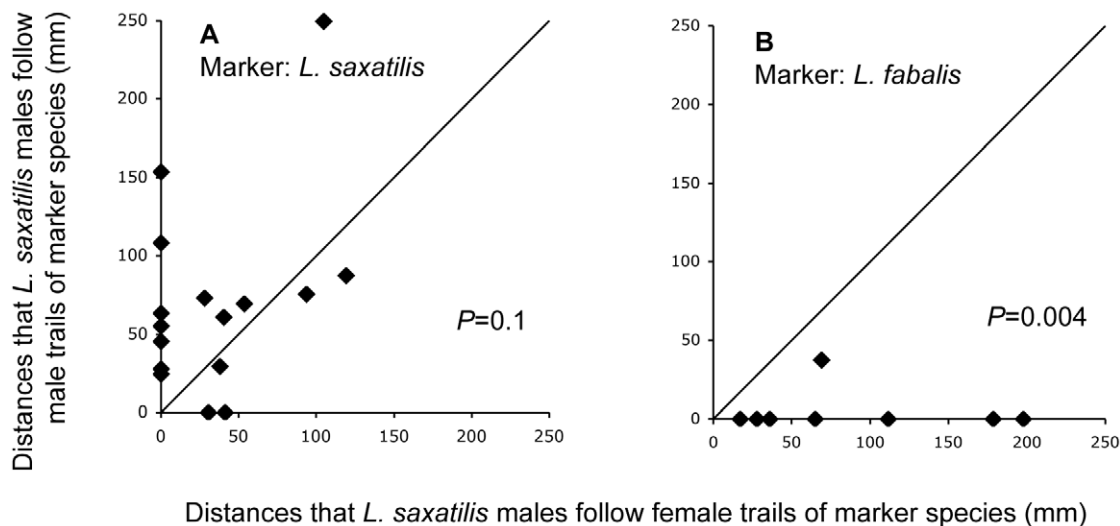 Distances that L. saxatilis males follow
male trails of marker species (mm)
250
200
150
100
50
0
0
50
100
150
200
250
A
Marker: L. saxatilis
P=0.1
250
200
150
100
50
0
0
50
100
150
200
250
B
Marker: L. fabalis
P=0.004
Distances that L. saxatilis males follow female trails of marker species (mm)